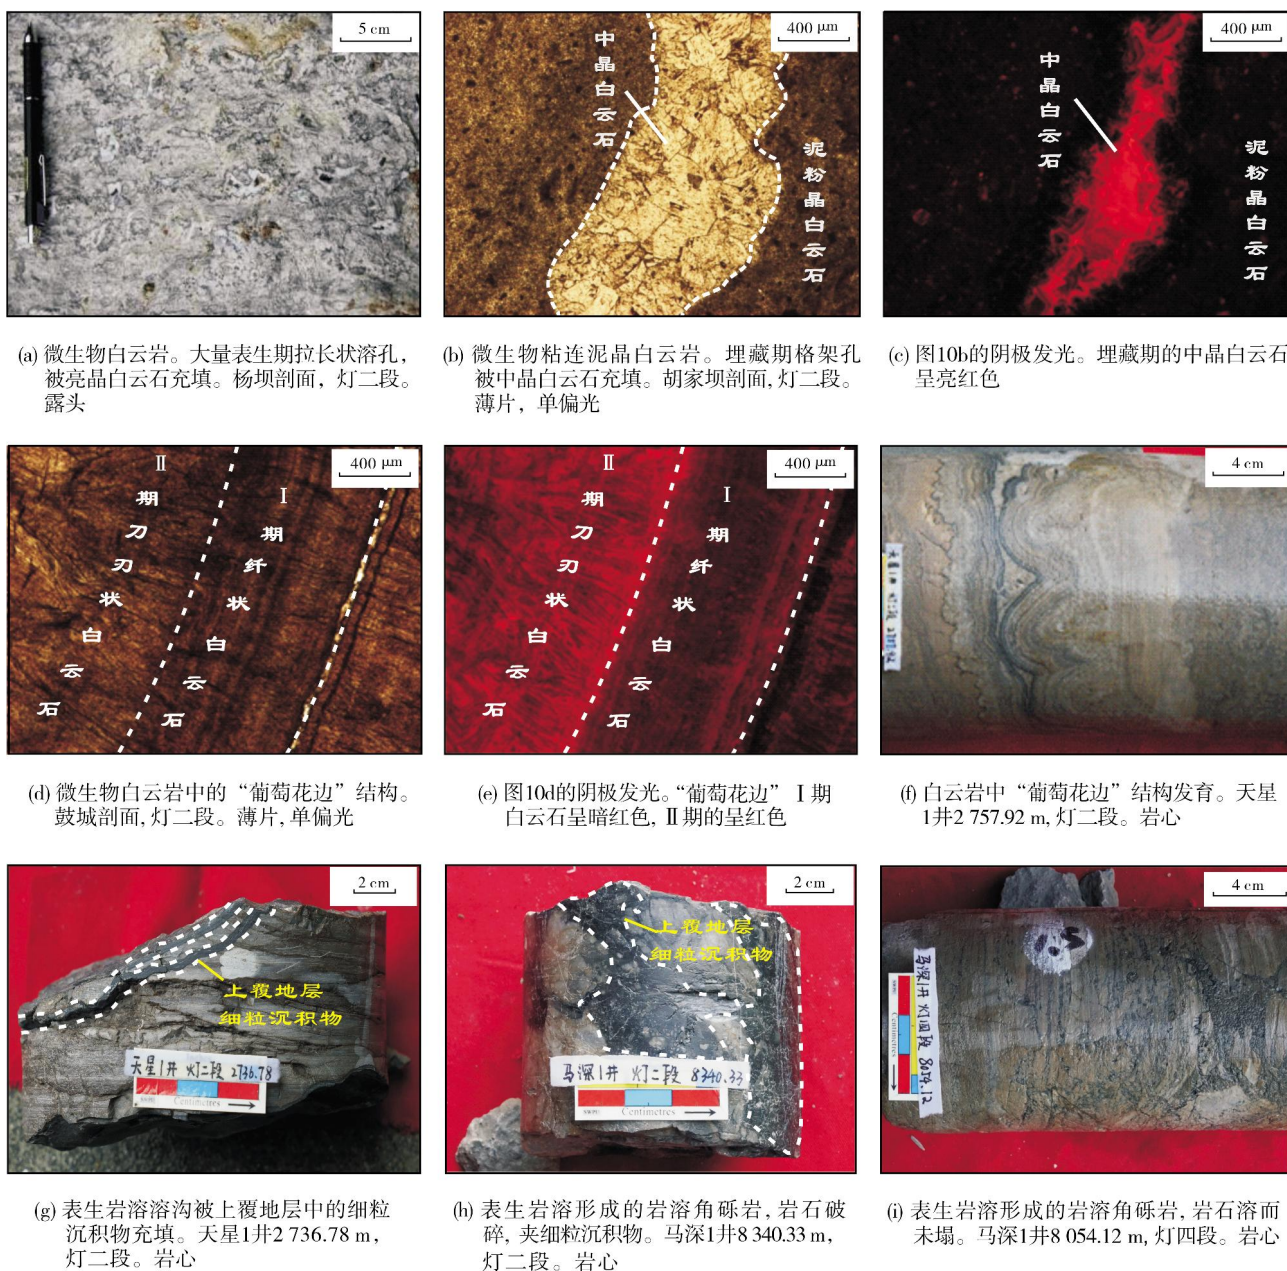 5 cm
400 μm
中晶白云石
泥粉晶白云石
400 μm
中晶白云石
泥粉晶白云石
(a) 微生物白云岩。大量表生期拉长状溶孔,
被亮晶白云石充填。杨坝剖面, 灯二段。
露头
(b) 微生物粘连泥晶白云岩。埋藏期格架孔
被中晶白云石充填。胡家坝剖面, 灯二段。
薄片, 单偏光
(c) 图10b的阴极发光。埋藏期的中晶白云石
呈亮红色
400 μm
Ⅱ期刀刃状白云石
Ⅰ期纤状白云石
400 μm
Ⅱ期刀刃状白云石
Ⅰ期纤状白云石
4 cm
(d) 微生物白云岩中的“葡萄花边”结构。
鼓城剖面, 灯二段。薄片, 单偏光
(e) 图10d的阴极发光。“葡萄花边” Ⅰ期
白云石呈暗红色, Ⅱ期的呈红色
(f) 白云岩中“葡萄花边”结构发育。天星
1井2 757.92 m, 灯二段。岩心
2 cm
上覆地层
细粒沉积物
天星1井 灯二段 2736.78
Centimetres
2 cm
上覆地层
细粒沉积物
马深1井 灯二段 8340.33
Centimetres
4 cm
马深1井 灯四段 8054.12
Centimetres
(g) 表生岩溶溶沟被上覆地层中的细粒
沉积物充填。天星1井2 736.78 m,
灯二段。岩心
(h) 表生岩溶形成的岩溶角砾岩, 岩石破
碎, 夹细粒沉积物。马深1井8 340.33 m,
灯二段。岩心
(i) 表生岩溶形成的岩溶角砾岩, 岩石溶而
未塌。马深1井8 054.12 m, 灯四段。岩心